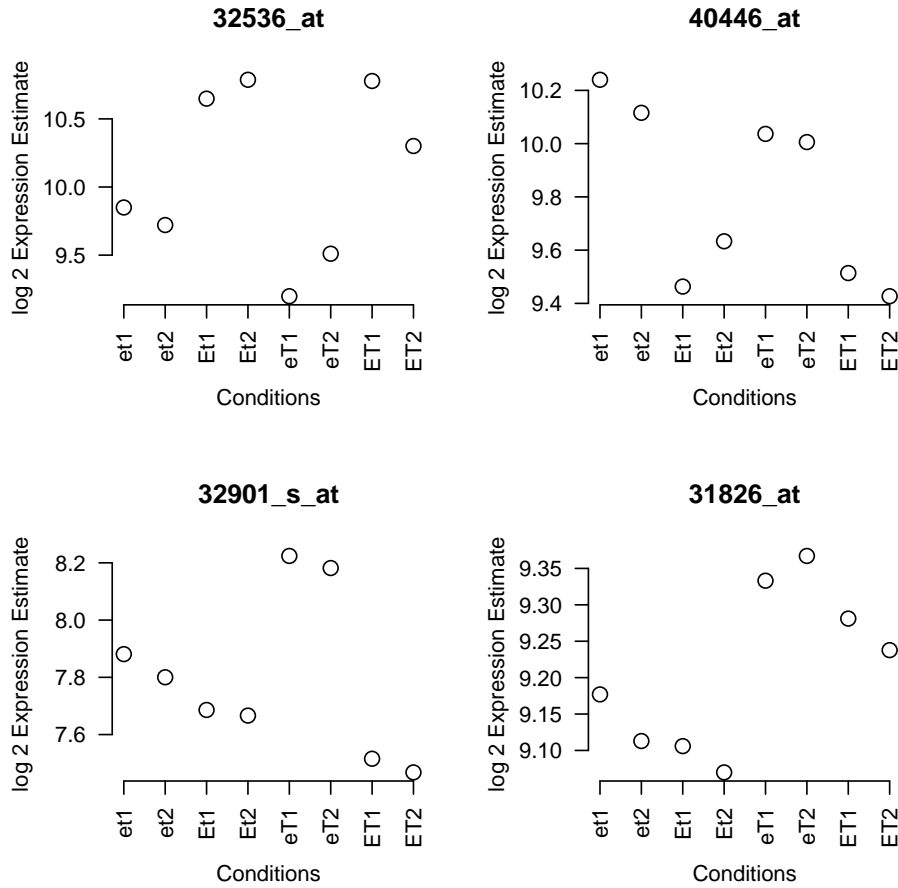 32536_at
log 2 Expression Estimate
10.5
10.0
9.5
et1 et2 Et1 Et2 eT1 eT2 ET1 ET2
Conditions
40446_at
log 2 Expression Estimate
10.2
10.0
9.8
9.6
9.4
et1 et2 Et1 Et2 eT1 eT2 ET1 ET2
Conditions
32901_s_at
log 2 Expression Estimate
8.2
8.0
7.8
7.6
et1 et2 Et1 Et2 eT1 eT2 ET1 ET2
Conditions
31826_at
log 2 Expression Estimate
9.35
9.30
9.25
9.20
9.15
9.10
et1 et2 Et1 Et2 eT1 eT2 ET1 ET2
Conditions